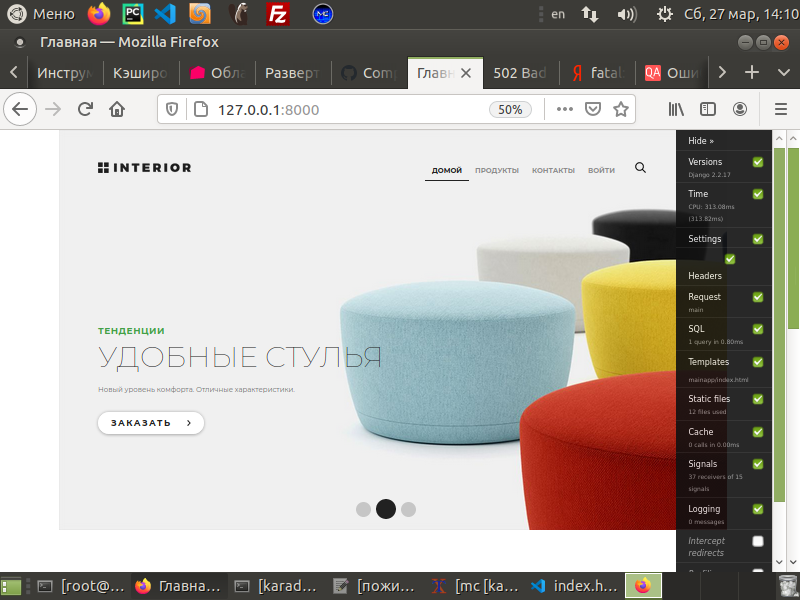 Меню
en
Сб, 27 мар, 14:10
Главная — Mozilla Firefox
Инстру
Кэширо
Обла
Разверт
Com
Главн
502 Bad
fatal
Оши
127.0.0.1:8000
50%
INTERIOR
ДОМОЙ
ПРОДУКТЫ
КОНТАКТЫ
ВОЙТИ
ТЕНДЕНЦИИ
УДОБНЫЕ СТУЛЬЯ
Новый уровень комфорта. Отличные характеристики.
ЗАКАЗАТЬ
Hide »
Versions
Django 2.2.17
Time
CPU: 313.08ms
(313.82ms)
Settings
Headers
Request
main
SQL
1 query in 0.80ms
Templates
mainapp/index.html
Static files
12 files used
Cache
0 calls in 0.00ms
Signals
37 receivers of 15
signals
Logging
0 messages
Intercept
redirects
[root@...
Главна...
[karad...
[пожи...
[mc [ka...
index.h...